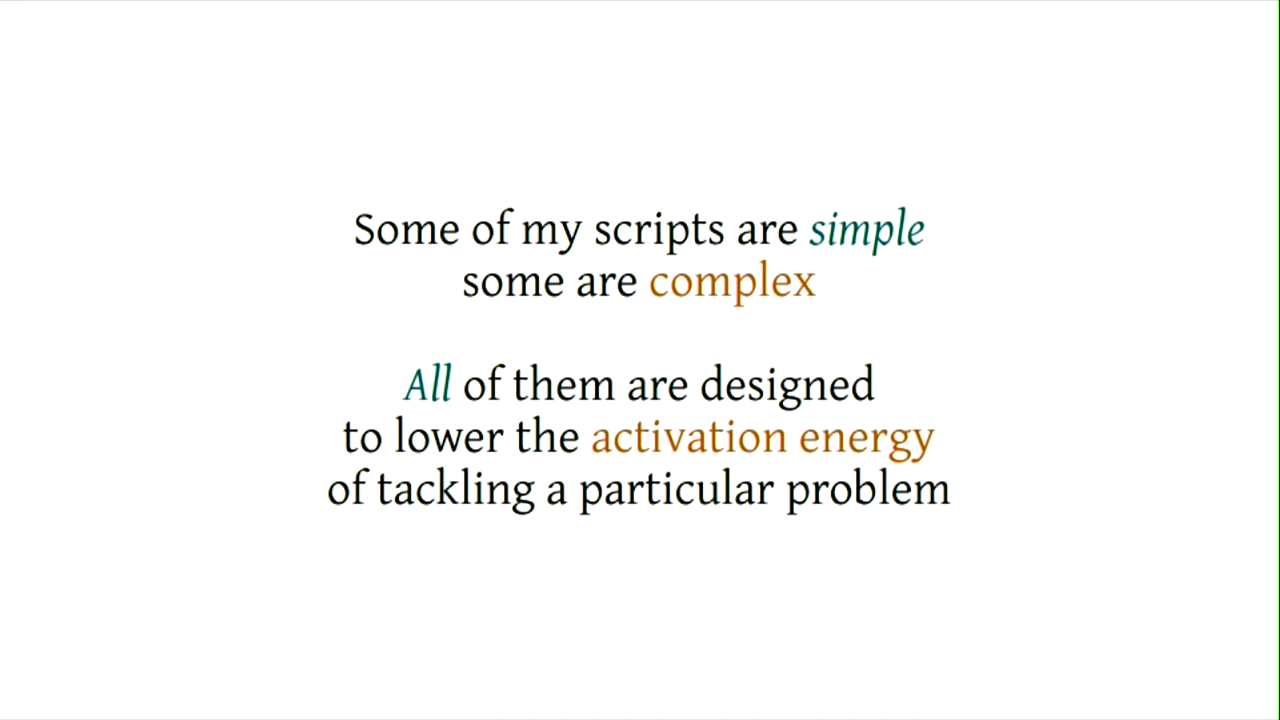 Some of my scripts are simple
some are complex
All of them are designed
to lower the activation energy
of tackling a particular problem